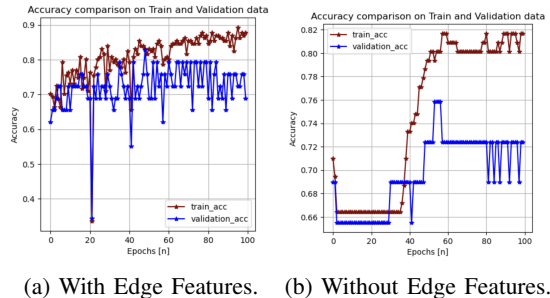 Accuracy comparison on Train and Validation data
0.9
0.8
0.7
0.6
0.5
0.4
Accuracy
train_acc
validation_acc
0 20 40 60 80 100
Epochs [n]
(a) With Edge Features.
Accuracy comparison on Train and Validation data
0.82
0.80
0.78
0.76
0.74
0.72
0.70
0.68
0.66
Accuracy
train_acc
validation_acc
0 20 40 60 80 100
Epochs [n]
(b) Without Edge Features.